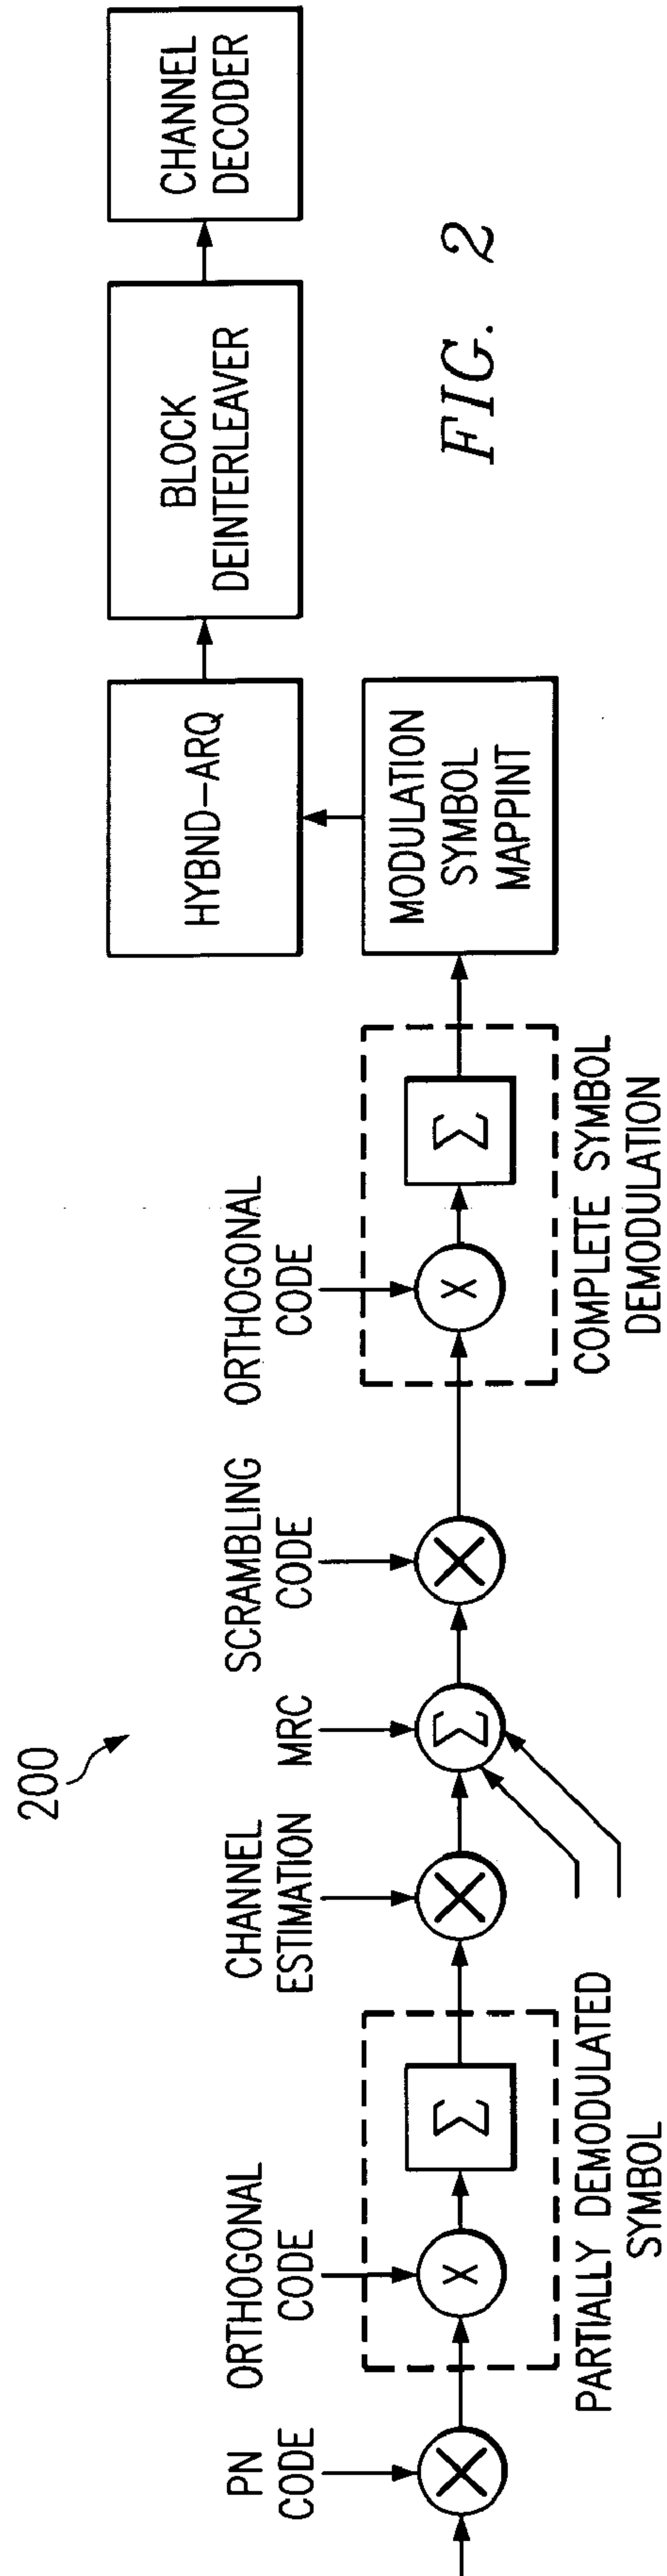 200
PN
CODE
ORTHOGONAL
CODE
X
Σ
PARTIALLY DEMODULATED
SYMBOL
CHANNEL
ESTIMATION
MRC
Σ
SCRAMBLING
CODE
ORTHOGONAL
CODE
X
Σ
COMPLETE SYMBOL
DEMODULATION
MODULATION
SYMBOL
MAPPINT
HYBND-ARQ
BLOCK
DEINTERLEAVER
CHANNEL
DECODER
FIG. 2